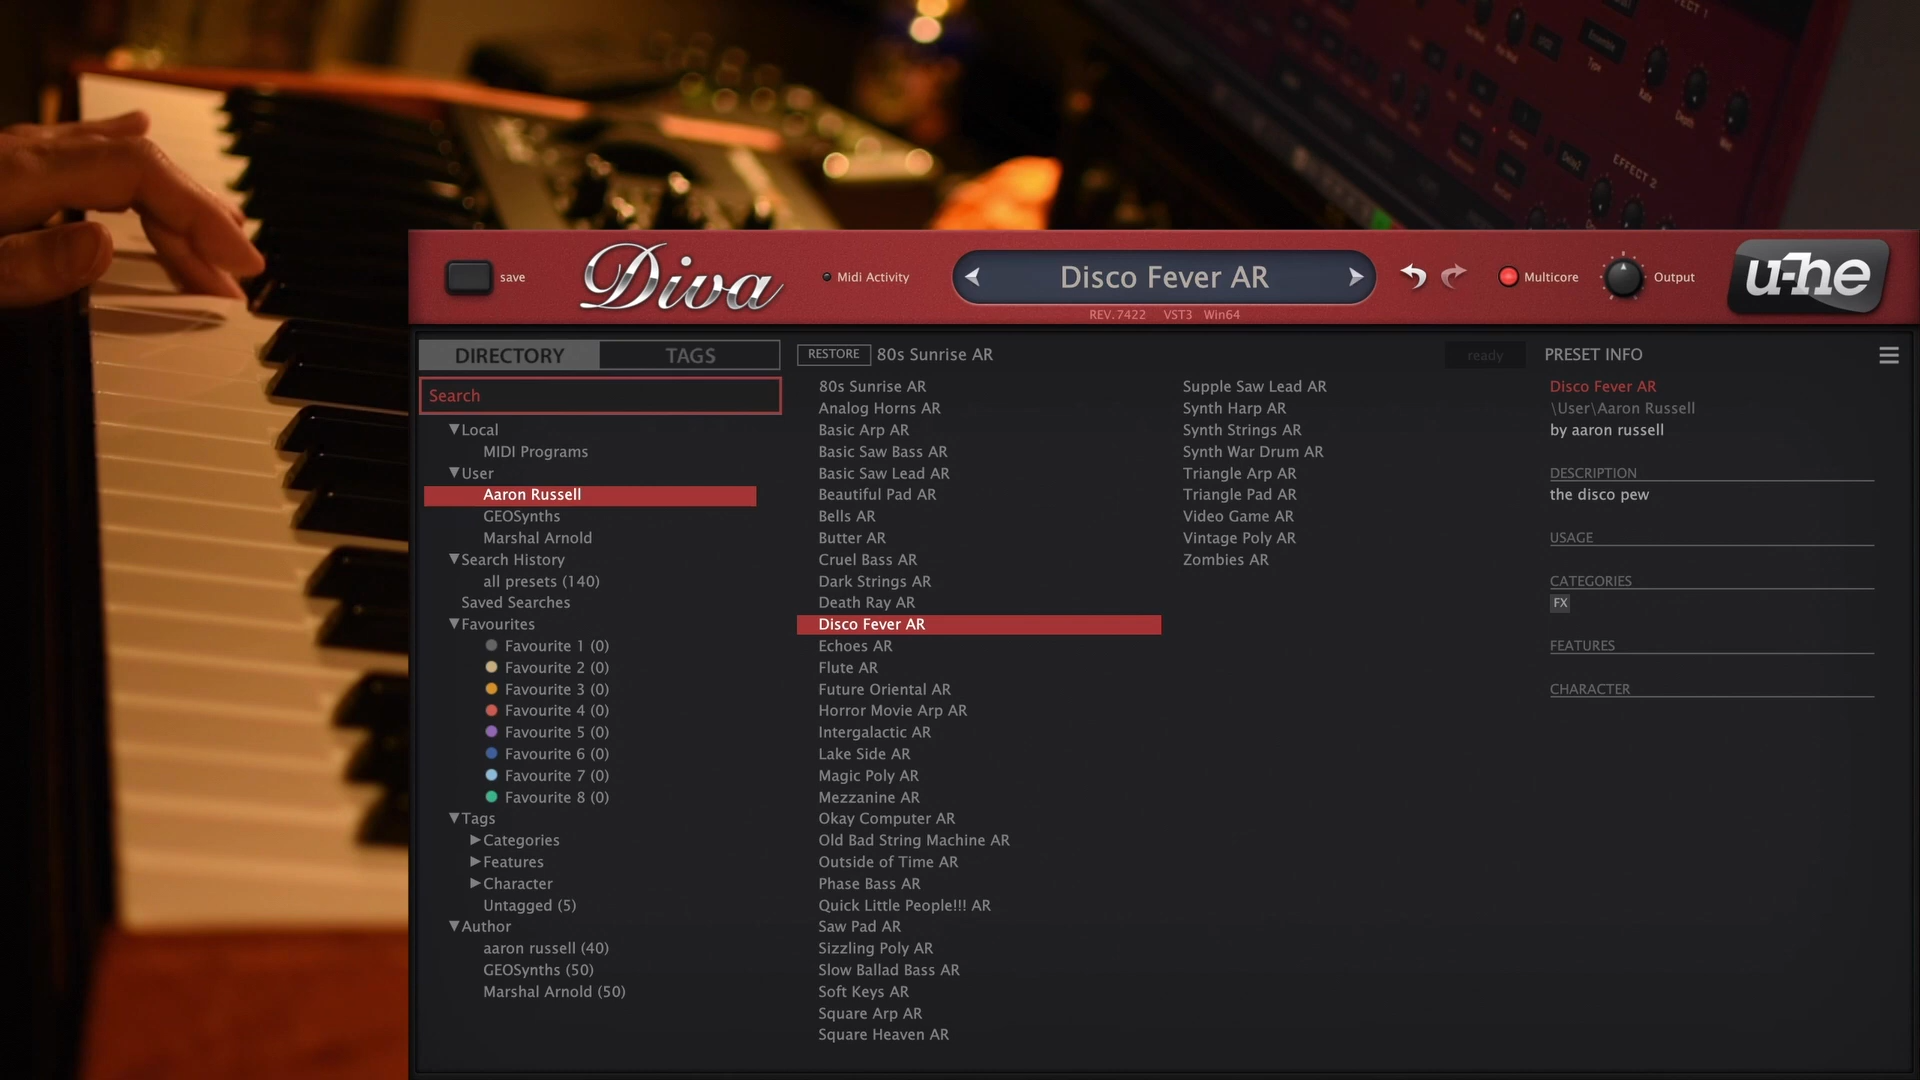 EFFECT 1
Ensemble
Type
Rate
Depth
Wet
EFFECT 2
save
Diva
Midi Activity
Disco Fever AR
Multicore
Output
u-he
REV.7422 VST3 Win64
DIRECTORY
TAGS
Search
Local
MIDI Programs
User
Aaron Russell
GEOSynths
Marshal Arnold
Search History
all presets (140)
Saved Searches
Favourites
Favourite 1 (0)
Favourite 2 (0)
Favourite 3 (0)
Favourite 4 (0)
Favourite 5 (0)
Favourite 6 (0)
Favourite 7 (0)
Favourite 8 (0)
Tags
Categories
Features
Character
Untagged (5)
Author
aaron russell (40)
GEOSynths (50)
Marshal Arnold (50)
RESTORE 80s Sunrise AR
ready
80s Sunrise AR
Analog Horns AR
Basic Arp AR
Basic Saw Bass AR
Basic Saw Lead AR
Beautiful Pad AR
Bells AR
Butter AR
Cruel Bass AR
Dark Strings AR
Death Ray AR
Disco Fever AR
Echoes AR
Flute AR
Future Oriental AR
Horror Movie Arp AR
Intergalactic AR
Lake Side AR
Magic Poly AR
Mezzanine AR
Okay Computer AR
Old Bad String Machine AR
Outside of Time AR
Phase Bass AR
Quick Little People!!! AR
Saw Pad AR
Sizzling Poly AR
Slow Ballad Bass AR
Soft Keys AR
Square Arp AR
Square Heaven AR
Supple Saw Lead AR
Synth Harp AR
Synth Strings AR
Synth War Drum AR
Triangle Arp AR
Triangle Pad AR
Video Game AR
Vintage Poly AR
Zombies AR
PRESET INFO
Disco Fever AR
\User\Aaron Russell
by aaron russell
DESCRIPTION
the disco pew
USAGE
CATEGORIES
FX
FEATURES
CHARACTER